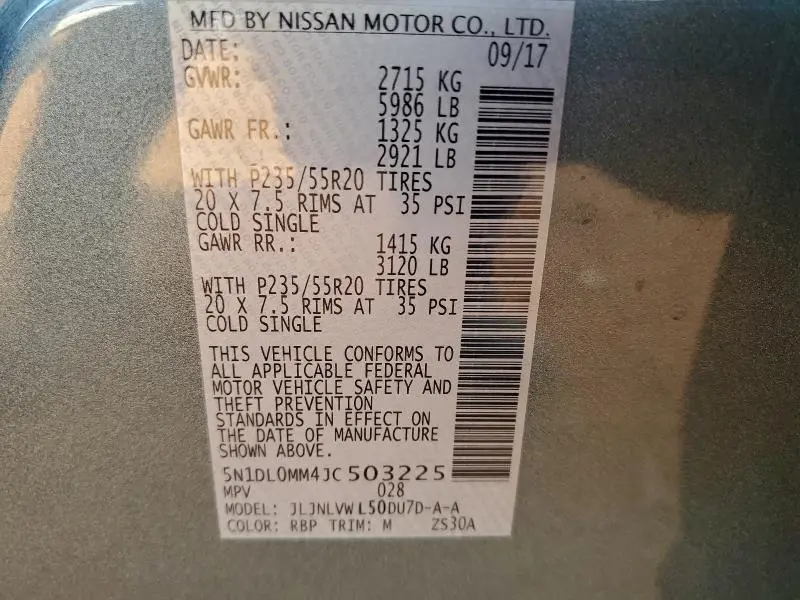 MFD BY NISSAN MOTOR CO., LTD.
DATE: 09/17
GVWR: 2715 KG
5986 LB
GAWR FR.: 1325 KG
2921 LB
WITH P235/55R20 TIRES
20 X 7.5 RIMS AT 35 PSI
COLD SINGLE
GAWR RR.: 1415 KG
3120 LB
WITH P235/55R20 TIRES
20 X 7.5 RIMS AT 35 PSI
COLD SINGLE
THIS VEHICLE CONFORMS TO
ALL APPLICABLE FEDERAL
MOTOR VEHICLE SAFETY AND
THEFT PREVENTION
STANDARDS IN EFFECT ON
THE DATE OF MANUFACTURE
SHOWN ABOVE.
5N1DL0MM4JC503225
MPV 028
MODEL: JLJNLVWL50DU7D-A-A
COLOR: RBP TRIM: M ZS30A